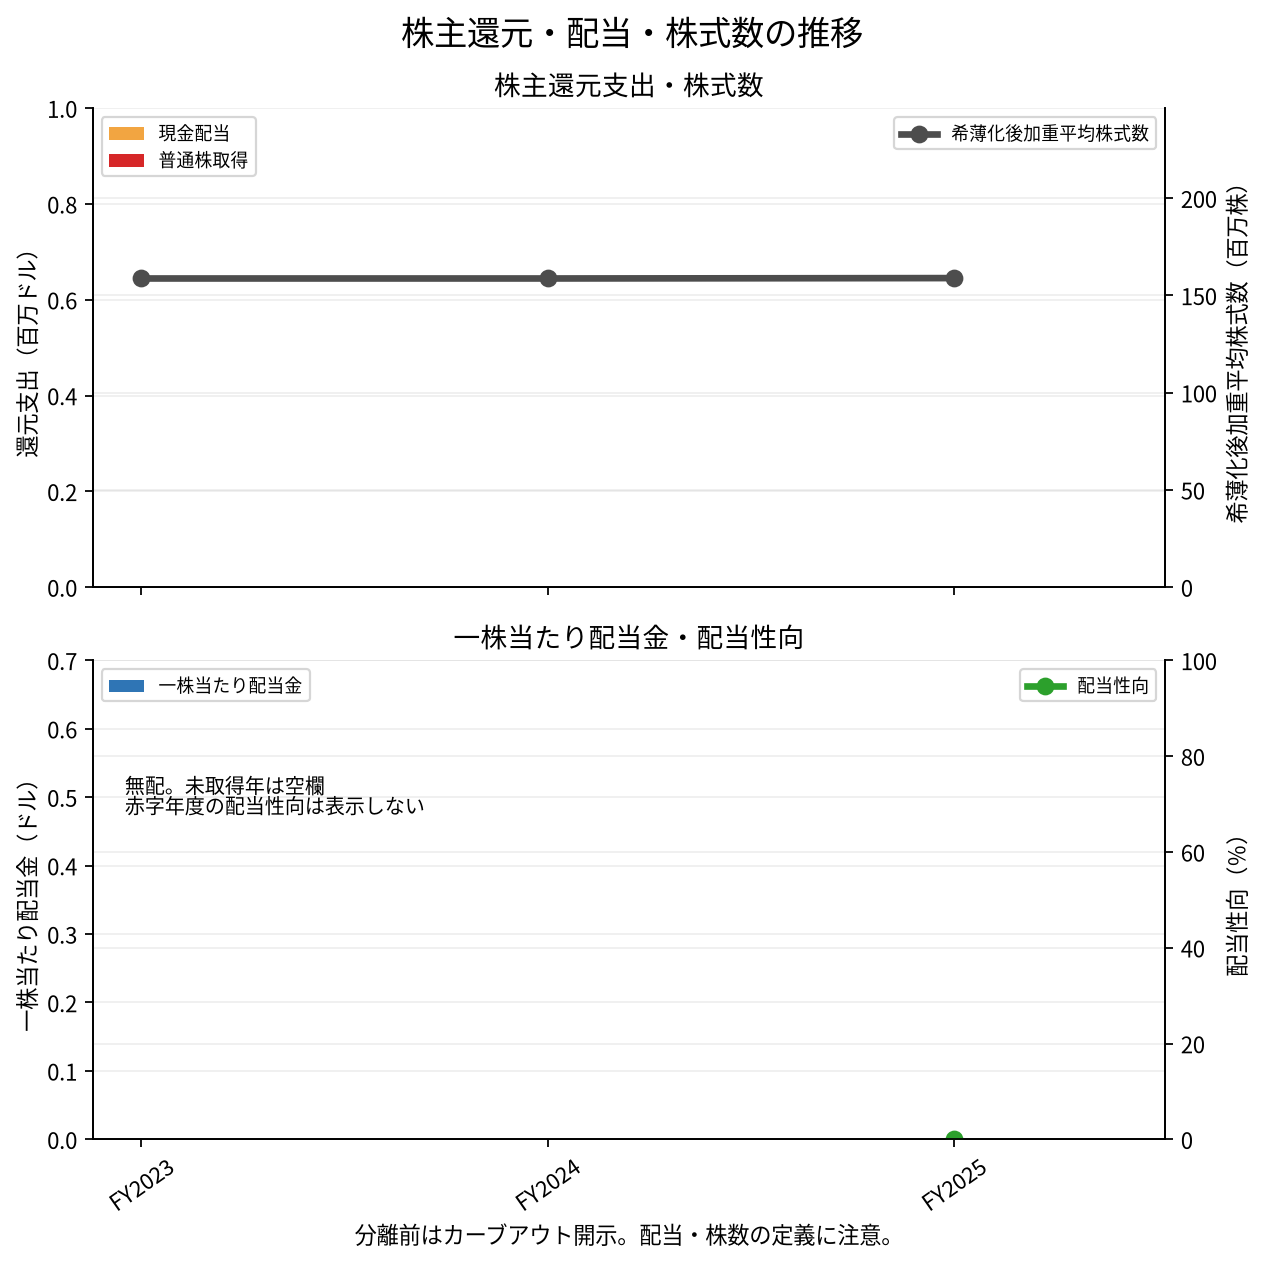 株主還元・配当・株式数の推移
株主還元支出・株式数
現金配当
普通株取得
希薄化後加重平均株式数
1.0
0.8
0.6
0.4
0.2
0.0
還元支出（百万ドル）
200
150
100
50
0
希薄化後加重平均株式数（百万株）
一株当たり配当金・配当性向
一株当たり配当金
配当性向
無配。未取得年は空欄
赤字年度の配当性向は表示しない
0.7
0.6
0.5
0.4
0.3
0.2
0.1
0.0
一株当たり配当金（ドル）
100
80
60
40
20
0
配当性向（%）
FY2023
FY2024
FY2025
分離前はカーブアウト開示。配当・株数の定義に注意。